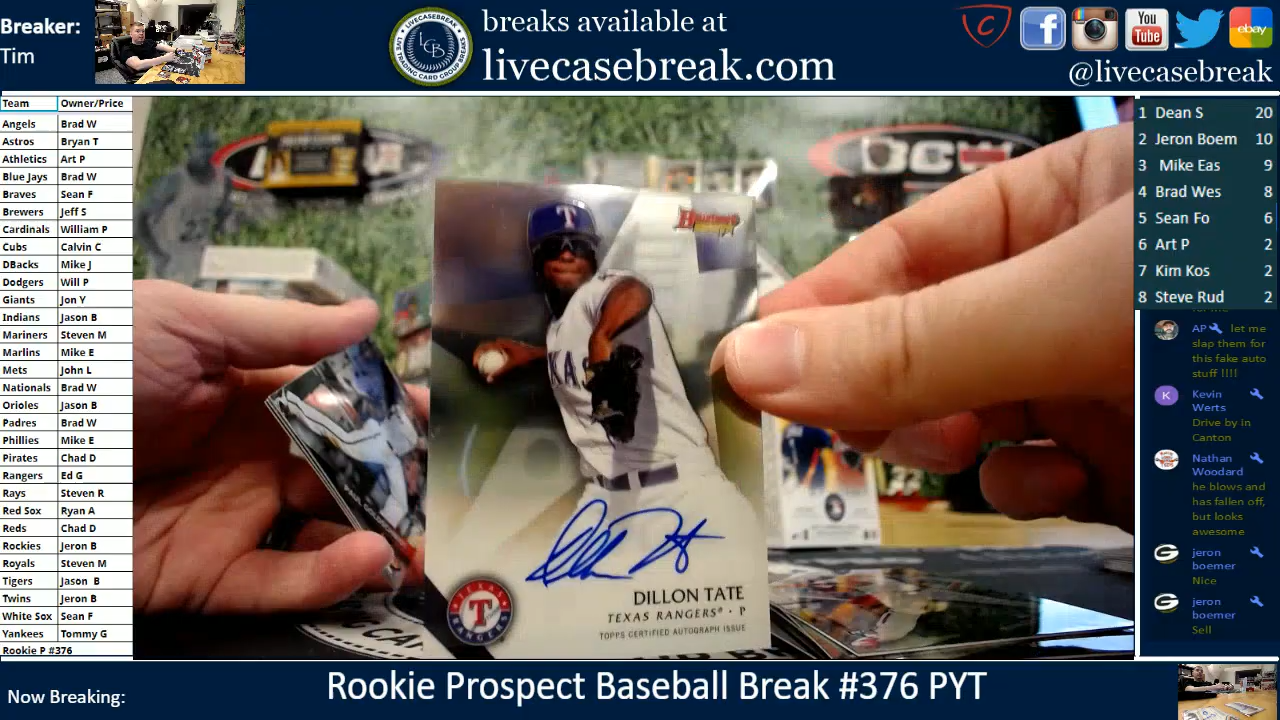 Breaker:
Tim
LCB
breaks available at
livecasebreak.com
You
Tube
ebay
@livecasebreak
Team Owner/Price
Angels Brad W
Astros Bryan T
Athletics Art P
Blue Jays Brad W
Braves Sean F
Brewers Jeff S
Cardinals William P
Cubs Calvin C
DBacks Mike J
Dodgers Will P
Giants Jon Y
Indians Jason B
Mariners Steven M
Marlins Mike E
Mets John L
Nationals Brad W
Orioles Jason B
Padres Brad W
Phillies Mike E
Pirates Chad D
Rangers Ed G
Rays Steven R
Red Sox Ryan A
Reds Chad D
Rockies Jeron B
Royals Steven M
Tigers Jason B
Twins Jeron B
White Sox Sean F
Yankees Tommy G
Rookie P #376
T
DILLON TATE
TEXAS RANGERS® · P
TOPPS CERTIFIED AUTOGRAPH ISSUE
1 Dean S 20
2 Jeron Boem 10
3 Mike Eas 9
4 Brad Wes 8
5 Sean Fo 6
6 Art P 2
7 Kim Kos 2
8 Steve Rud 2
AP let me
slap them for
this fake auto
stuff !!!!
K Kevin
Werts
Drive by in
Canton
Nathan
Woodard
he blows and
has fallen off,
but looks
awesome
jeron
boemer
Nice
jeron
boemer
Sell
Now Breaking:
Rookie Prospect Baseball Break #376 PYT